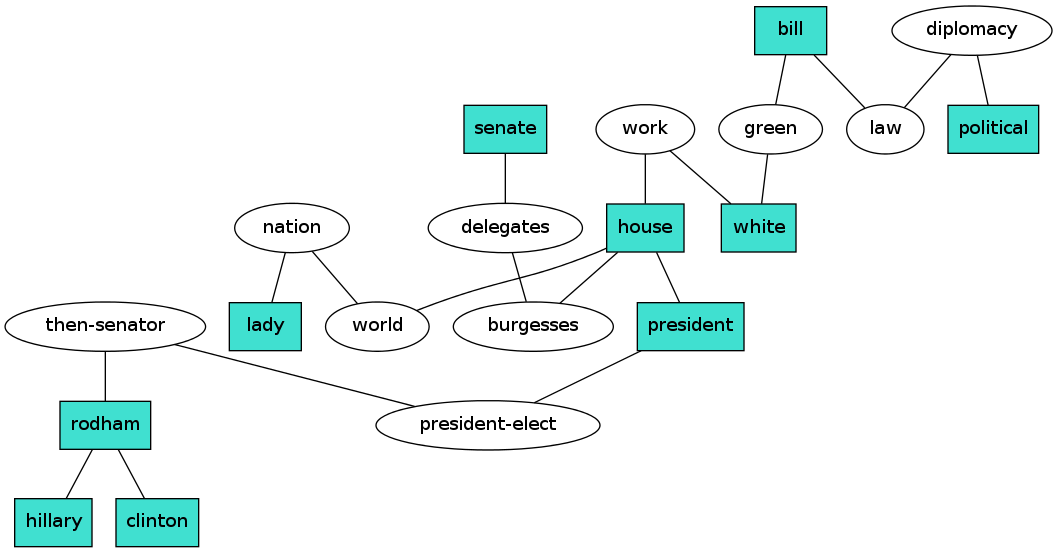 bill
diplomacy
senate
work
green
law
political
nation
delegates
house
white
then-senator
lady
world
burgesses
president
rodham
president-elect
hillary
clinton